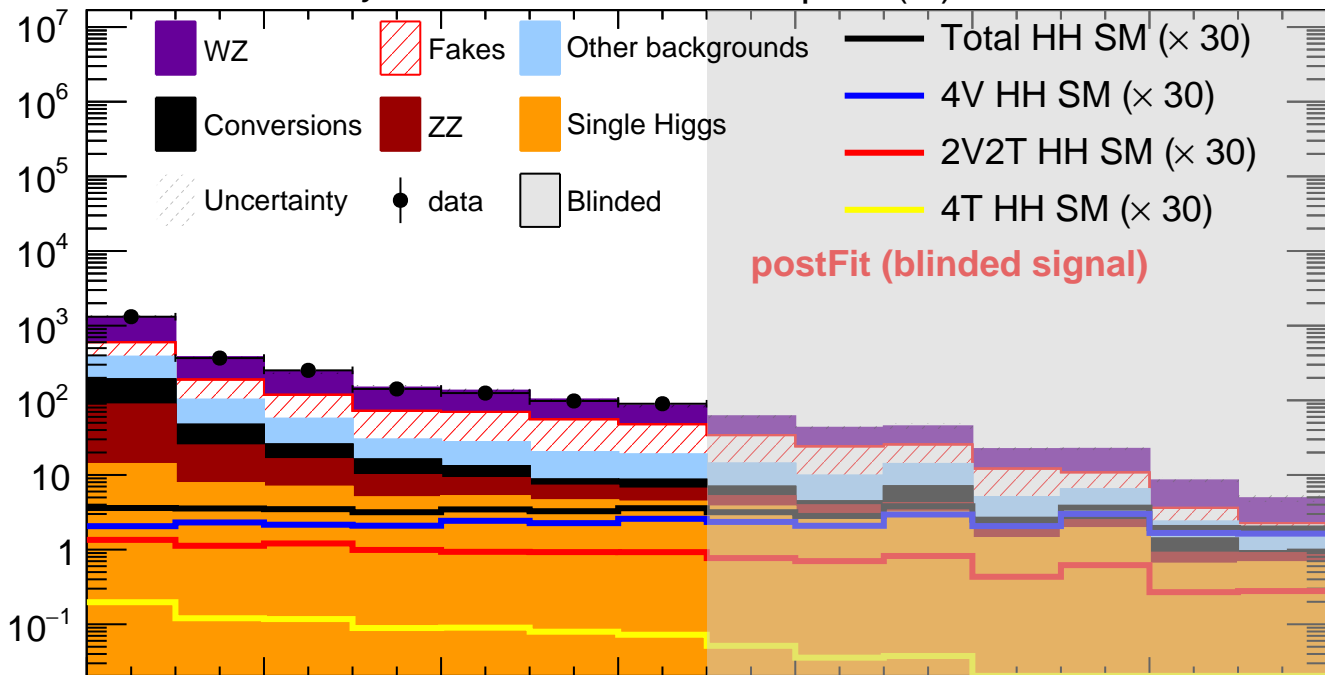 10^7
10^6
10^5
10^4
10^3
10^2
10
1
10^−1
WZ
Fakes
Other backgrounds
Conversions
ZZ
Single Higgs
Uncertainty
data
Blinded
Total HH SM (× 30)
4V HH SM (× 30)
2V2T HH SM (× 30)
4T HH SM (× 30)
postFit (blinded signal)